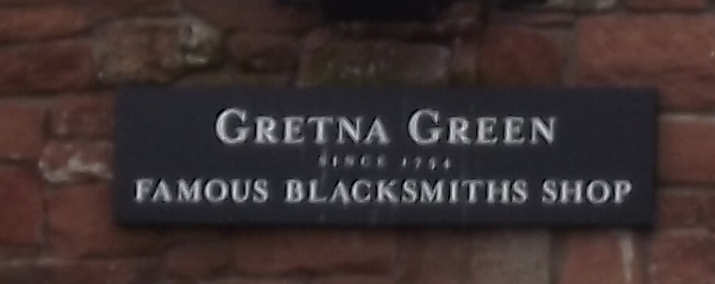 GRETNA GREEN
SINCE 1754
FAMOUS BLACKSMITHS SHOP